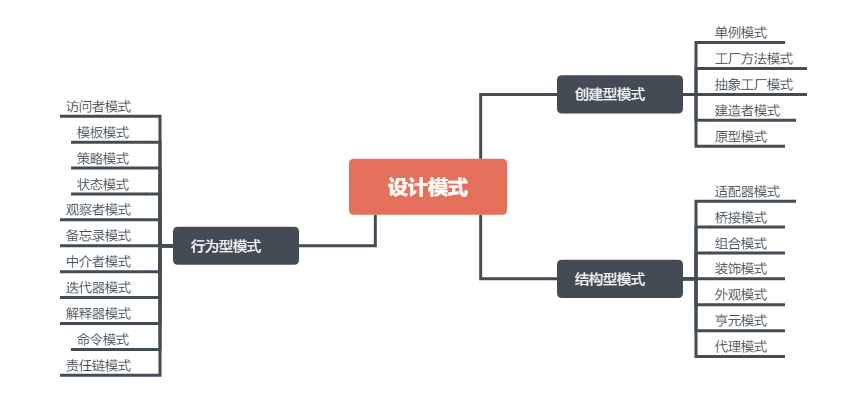 设计模式
创建型模式
单例模式
工厂方法模式
抽象工厂模式
建造者模式
原型模式
结构型模式
适配器模式
桥接模式
组合模式
装饰模式
外观模式
亨元模式
代理模式
行为型模式
访问者模式
模板模式
策略模式
状态模式
观察者模式
备忘录模式
中介者模式
迭代器模式
解释器模式
命令模式
责任链模式